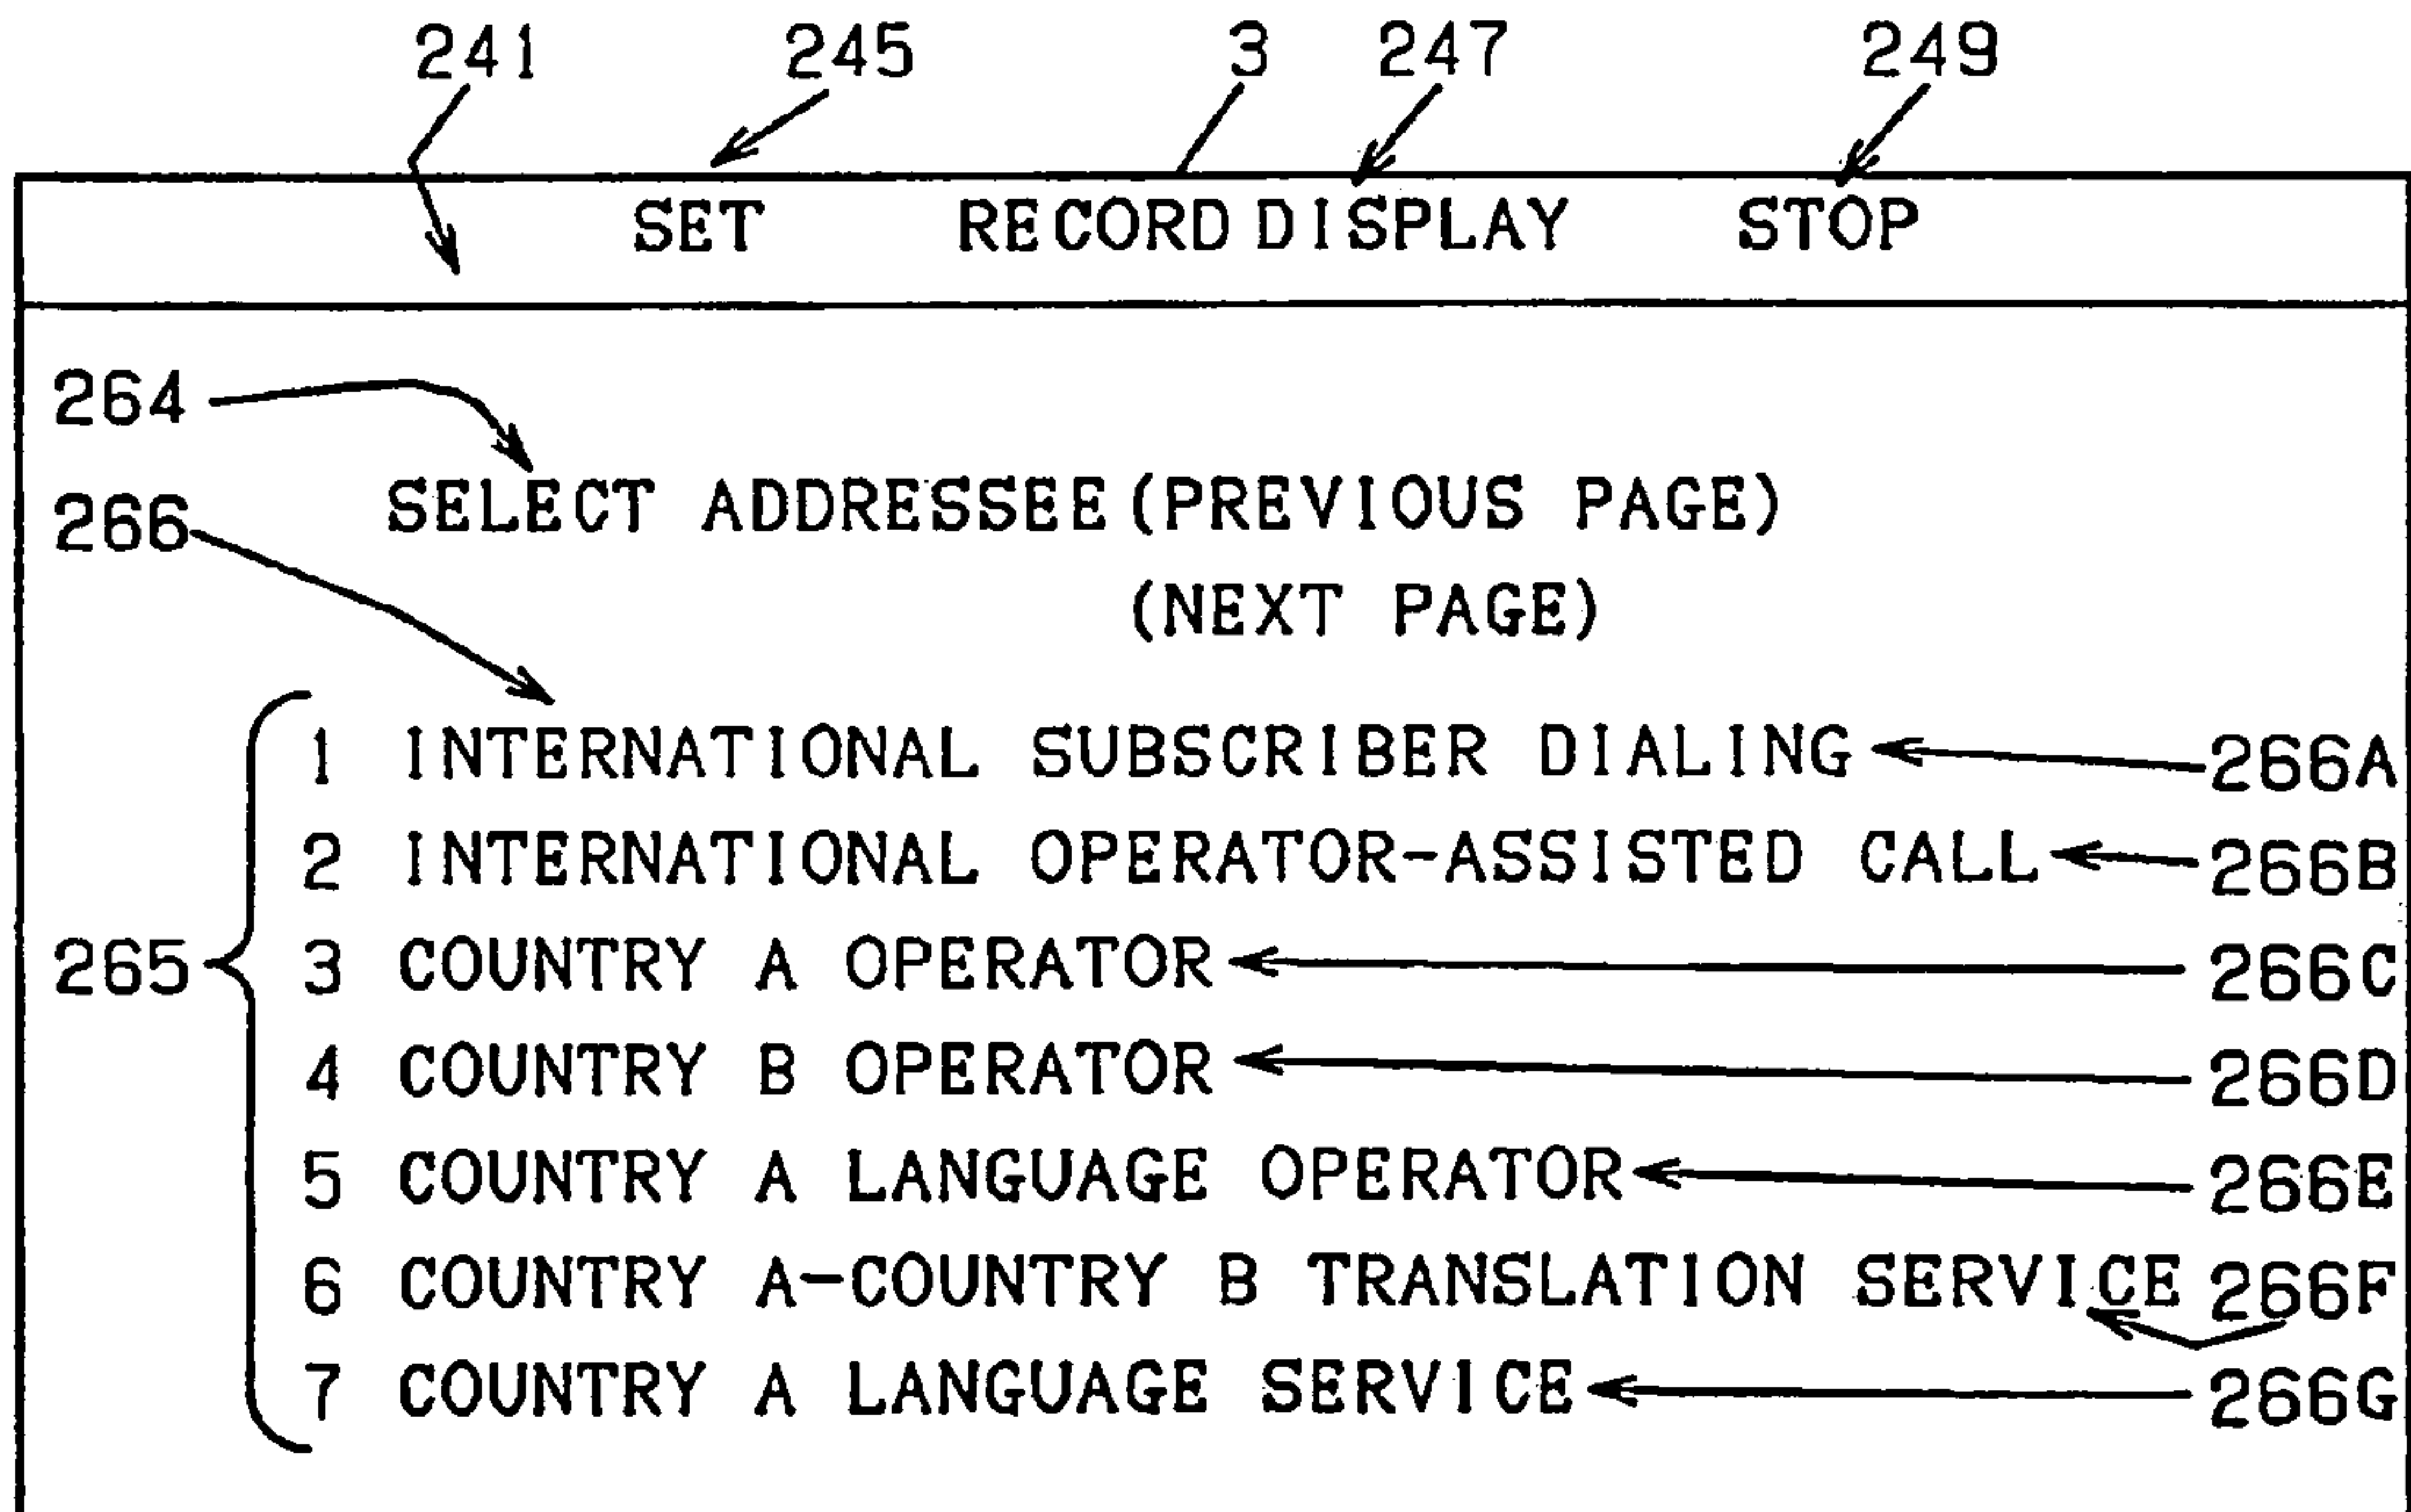 241 245 3 247 249
SET RECORD DISPLAY STOP
264
SELECT ADDRESSEE (PREVIOUS PAGE)
266
(NEXT PAGE)
1 INTERNATIONAL SUBSCRIBER DIALING 266A
2 INTERNATIONAL OPERATOR-ASSISTED CALL 266B
265 3 COUNTRY A OPERATOR 266C
4 COUNTRY B OPERATOR 266D
5 COUNTRY A LANGUAGE OPERATOR 266E
6 COUNTRY A-COUNTRY B TRANSLATION SERVICE 266F
7 COUNTRY A LANGUAGE SERVICE 266G